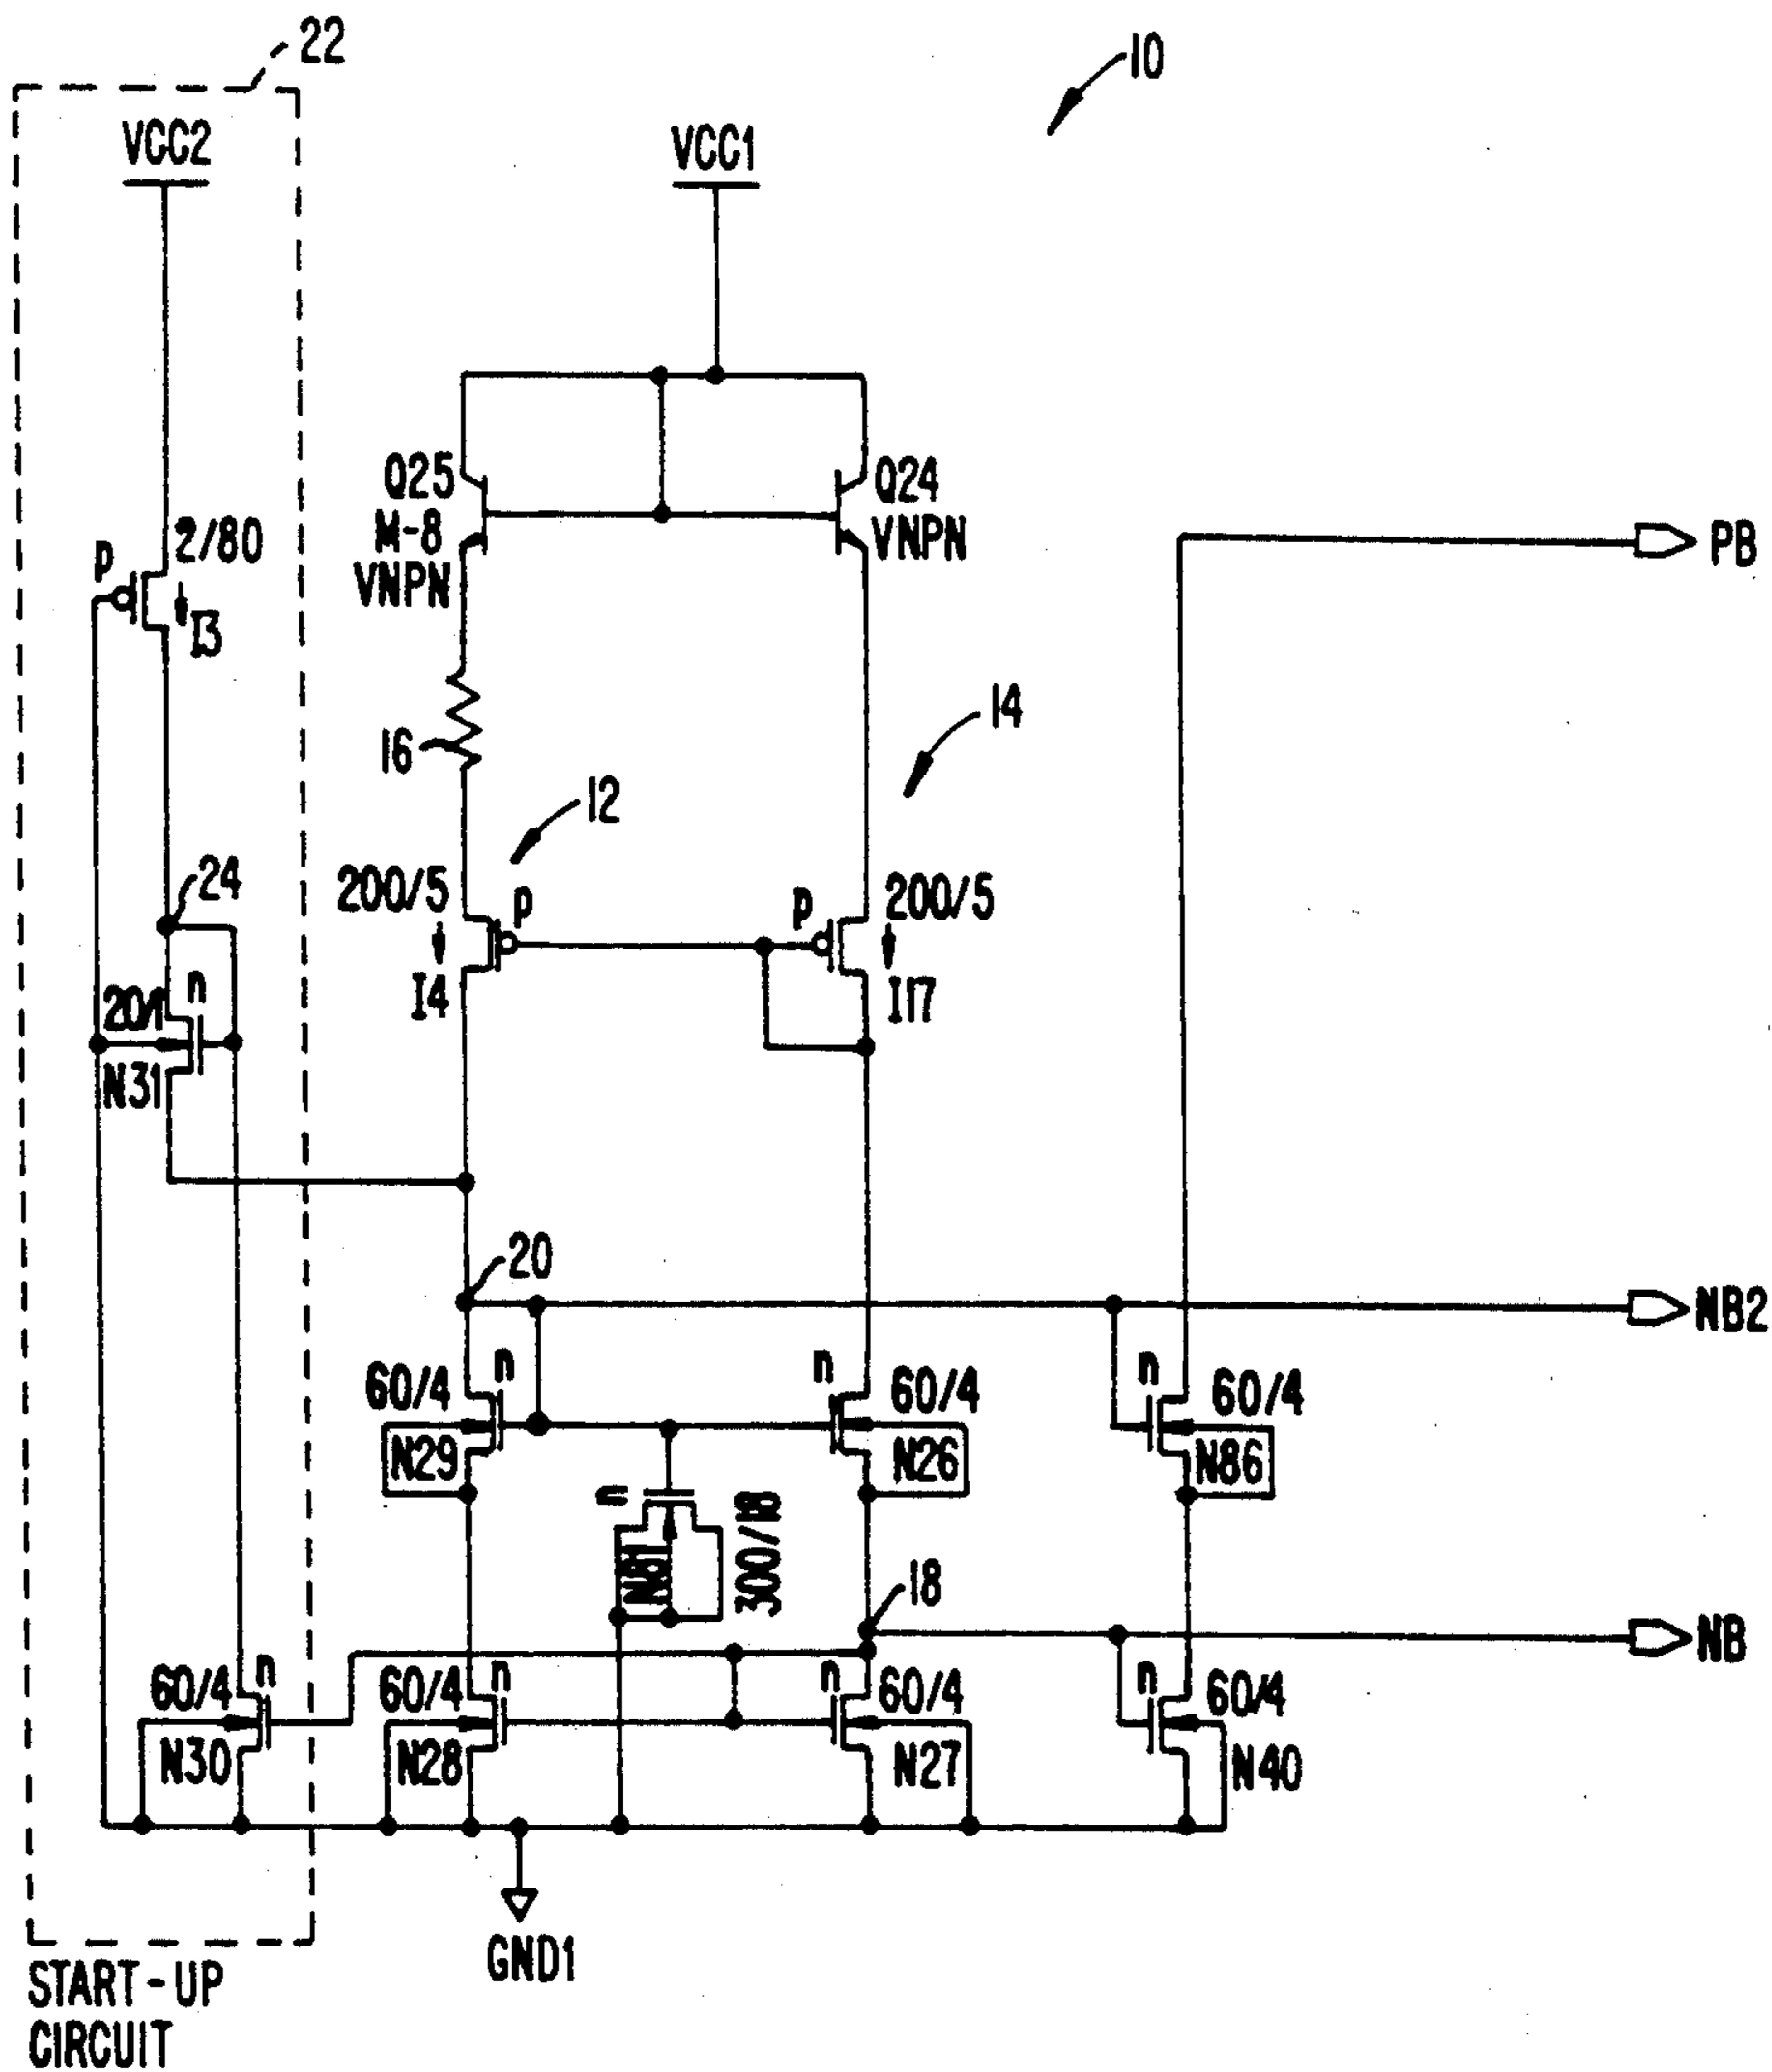 22
10
VCC2
VCC1
Q25
M-8
VNPN
Q24
VNPN
PB
p
2/80
I3
16
14
12
24
200/5
p
I4
p
200/5
I17
n
20/1
N31
20
NB2
60/4
n
N29
n
60/4
N26
n
60/4
N86
n
N81
300/18
18
NB
60/4
n
N30
60/4
n
N28
n
60/4
N27
n
60/4
N40
GND1
START-UP
CIRCUIT